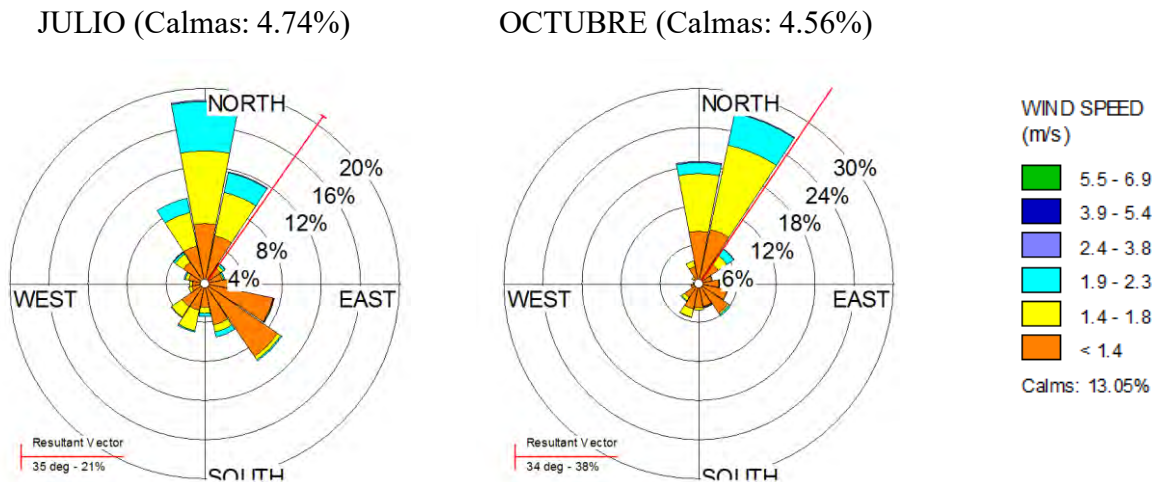 JULIO (Calmas: 4.74%)
OCTUBRE (Calmas: 4.56%)
NORTH
20%
16%
12%
8%
4%
WEST
EAST
SOUTH
Resultant Vector
35 deg - 21%
NORTH
30%
24%
18%
12%
6%
WEST
EAST
SOUTH
Resultant Vector
34 deg - 38%
WIND SPEED
(m/s)
5.5 - 6.9
3.9 - 5.4
2.4 - 3.8
1.9 - 2.3
1.4 - 1.8
< 1.4
Calms: 13.05%